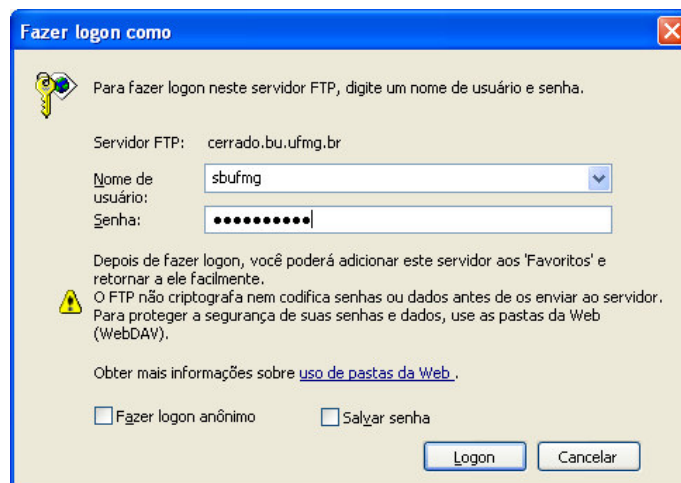 Fazer logon como
Para fazer logon neste servidor FTP, digite um nome de usuário e senha.
Servidor FTP: cerrado.bu.ufmg.br
Nome de usuário: sbufmg
Senha: ●●●●●●●●●●
Depois de fazer logon, você poderá adicionar este servidor aos 'Favoritos' e
retornar a ele facilmente.
O FTP não criptografa nem codifica senhas ou dados antes de os enviar ao servidor.
Para proteger a segurança de suas senhas e dados, use as pastas da Web
(WebDAV).
Obter mais informações sobre uso de pastas da Web .
Fazer logon anônimo Salvar senha
Logon Cancelar